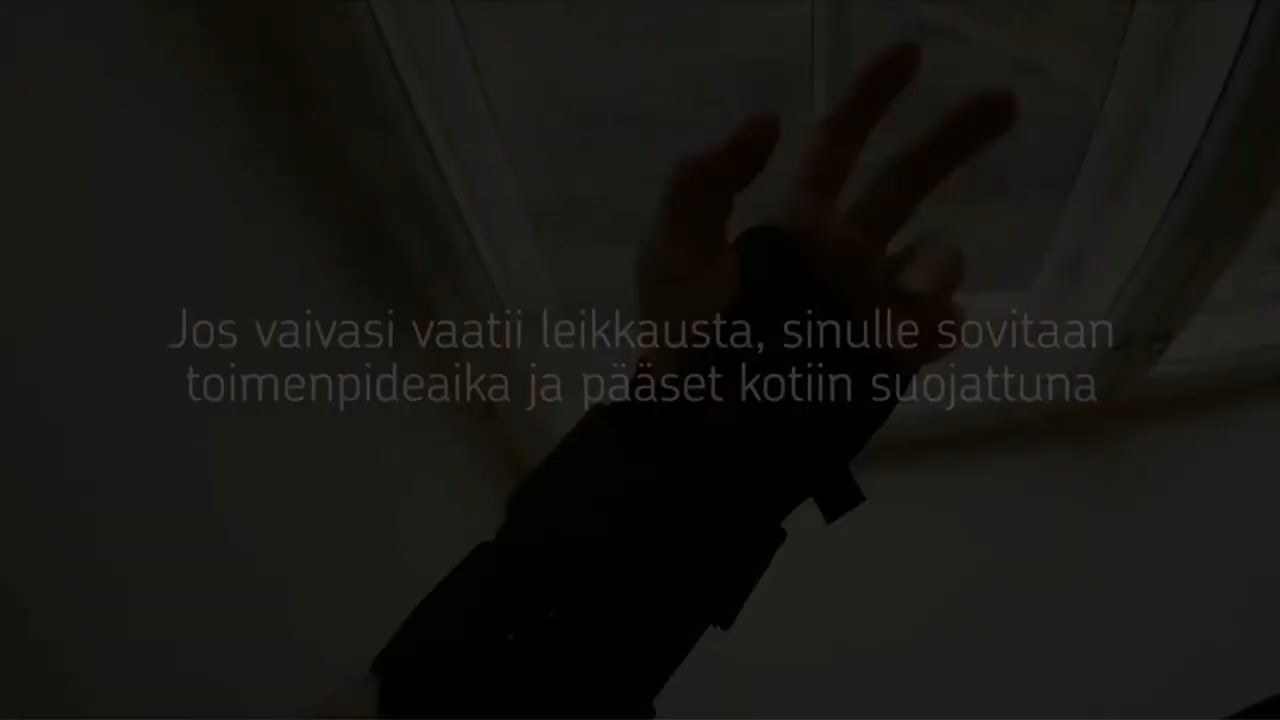 Jos vaivasi vaatii leikkausta, sinulle sovitaan
toimenpideaika ja pääset kotiin suojattuna